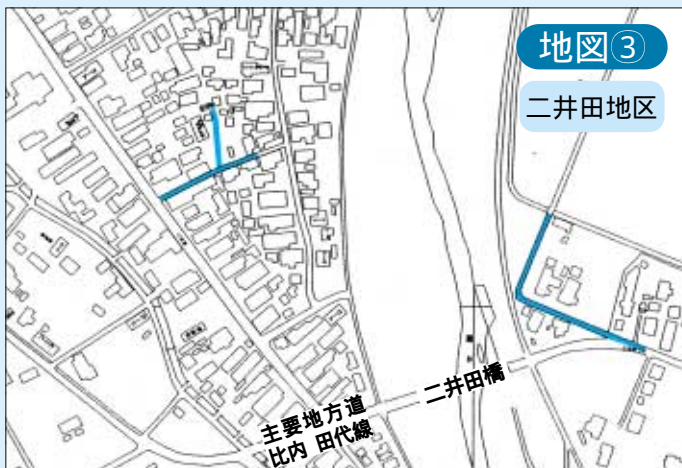 地図③
二井田地区
二井田橋
主要地方道
比内 田代線